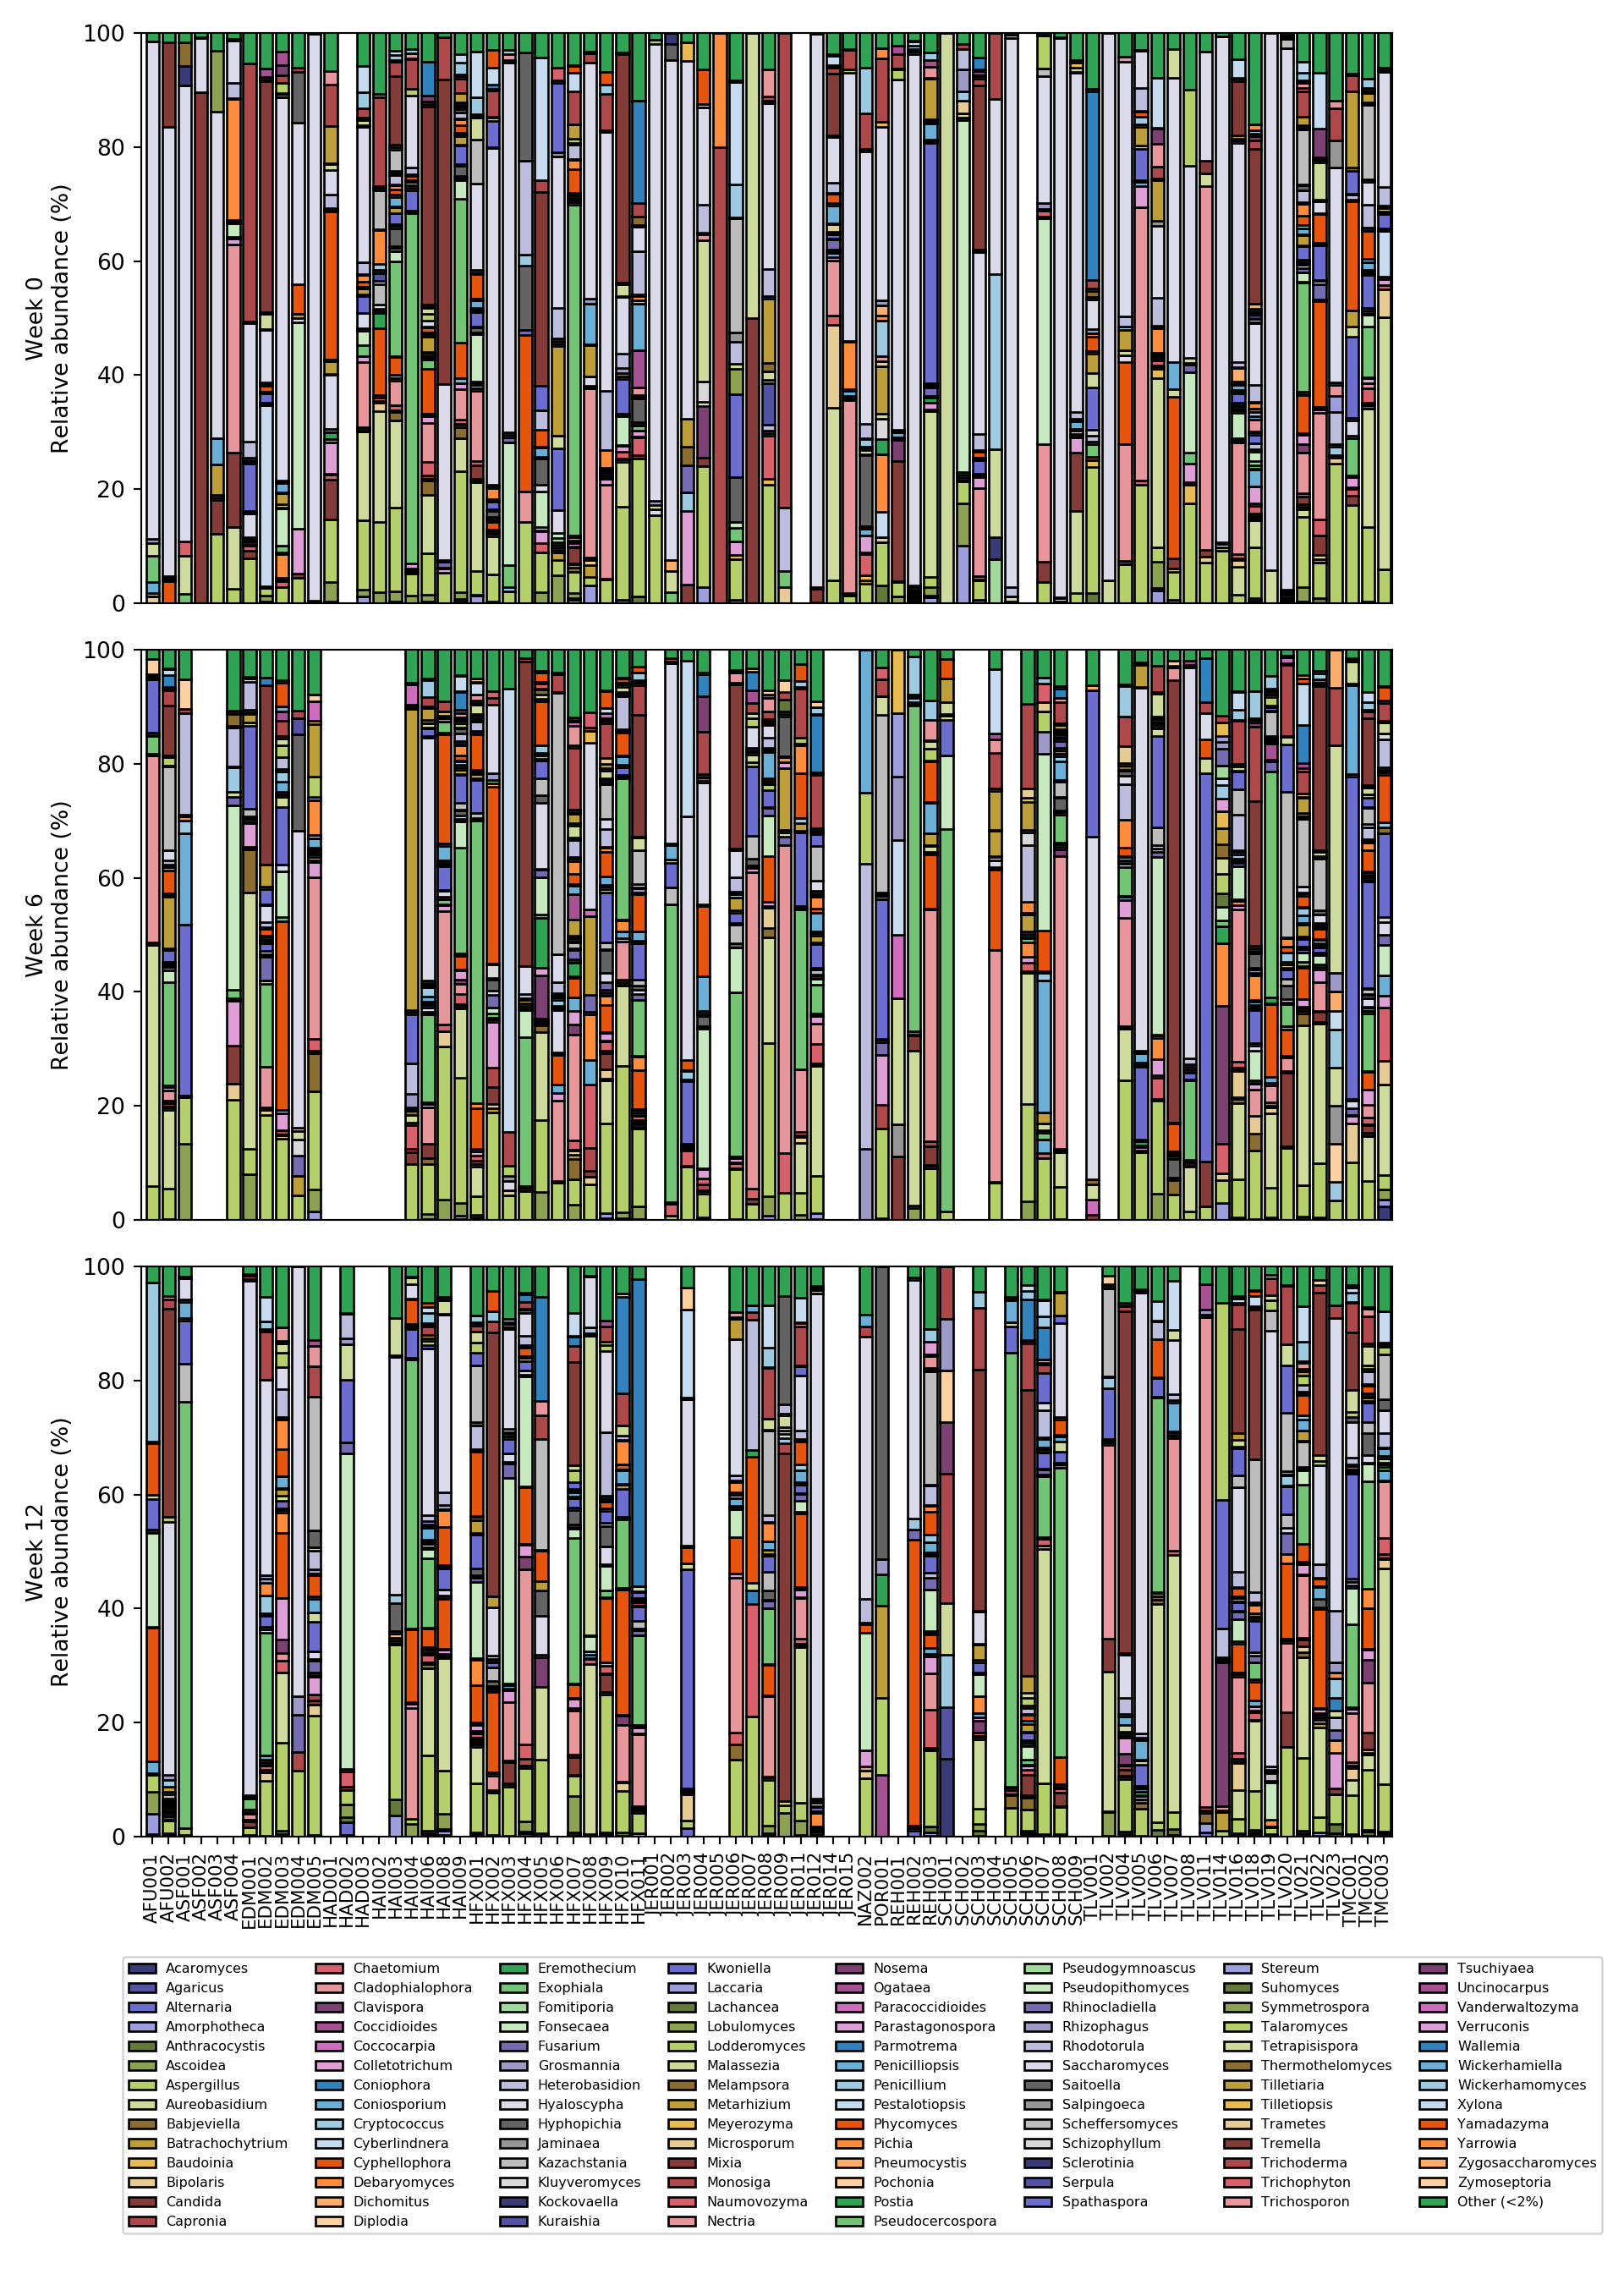 100
80
60
40
20
0
Week 0
Relative abundance (%)
100
80
60
40
20
0
Week 6
Relative abundance (%)
100
80
60
40
20
0
Week 12
Relative abundance (%)
AFU001
AFU002
ASF001
ASF002
ASF003
ASF004
EDM001
EDM002
EDM003
EDM004
EDM005
HAD001
HAD002
HAD003
HAI002
HAI003
HAI004
HAI006
HAI008
HAI009
HFX001
HFX002
HFX003
HFX004
HFX005
HFX006
HFX007
HFX008
HFX009
HFX010
HFX011
JER001
JER002
JER003
JER004
JER005
JER006
JER007
JER008
JER009
JER011
JER012
JER014
JER015
NAZ002
POR001
REH001
REH002
REH003
SCH001
SCH002
SCH003
SCH004
SCH005
SCH006
SCH007
SCH008
SCH009
TLV001
TLV002
TLV004
TLV005
TLV006
TLV007
TLV008
TLV011
TLV014
TLV016
TLV018
TLV019
TLV020
TLV021
TLV022
TLV023
TMC001
TMC002
TMC003
Acaromyces
Agaricus
Alternaria
Amorphotheca
Anthracocystis
Ascoidea
Aspergillus
Aureobasidium
Babjeviella
Batrachochytrium
Baudoinia
Bipolaris
Candida
Capronia
Chaetomium
Cladophialophora
Clavispora
Coccidioides
Coccocarpia
Colletotrichum
Coniophora
Coniosporium
Cryptococcus
Cyberlindnera
Cyphellophora
Debaryomyces
Dichomitus
Diplodia
Eremothecium
Exophiala
Fomitiporia
Fonsecaea
Fusarium
Grosmannia
Heterobasidion
Hyaloscypha
Hyphopichia
Jaminaea
Kazachstania
Kluyveromyces
Kockovaella
Kuraishia
Kwoniella
Laccaria
Lachancea
Lobulomyces
Lodderomyces
Malassezia
Melampsora
Metarhizium
Meyerozyma
Microsporum
Mixia
Monosiga
Naumovozyma
Nectria
Nosema
Ogataea
Paracoccidioides
Parastagonospora
Parmotrema
Penicilliopsis
Penicillium
Pestalotiopsis
Phycomyces
Pichia
Pneumocystis
Pochonia
Postia
Pseudocercospora
Pseudogymnoascus
Pseudopithomyces
Rhinocladiella
Rhizophagus
Rhodotorula
Saccharomyces
Saitoella
Salpingoeca
Scheffersomyces
Schizophyllum
Sclerotinia
Serpula
Spathaspora
Stereum
Suhomyces
Symmetrospora
Talaromyces
Tetrapisispora
Thermothelomyces
Tilletiaria
Tilletiopsis
Trametes
Tremella
Trichoderma
Trichophyton
Trichosporon
Tsuchiyaea
Uncinocarpus
Vanderwaltozyma
Verruconis
Wallemia
Wickerhamiella
Wickerhamomyces
Xylona
Yamadazyma
Yarrowia
Zygosaccharomyces
Zymoseptoria
Other (<2%)